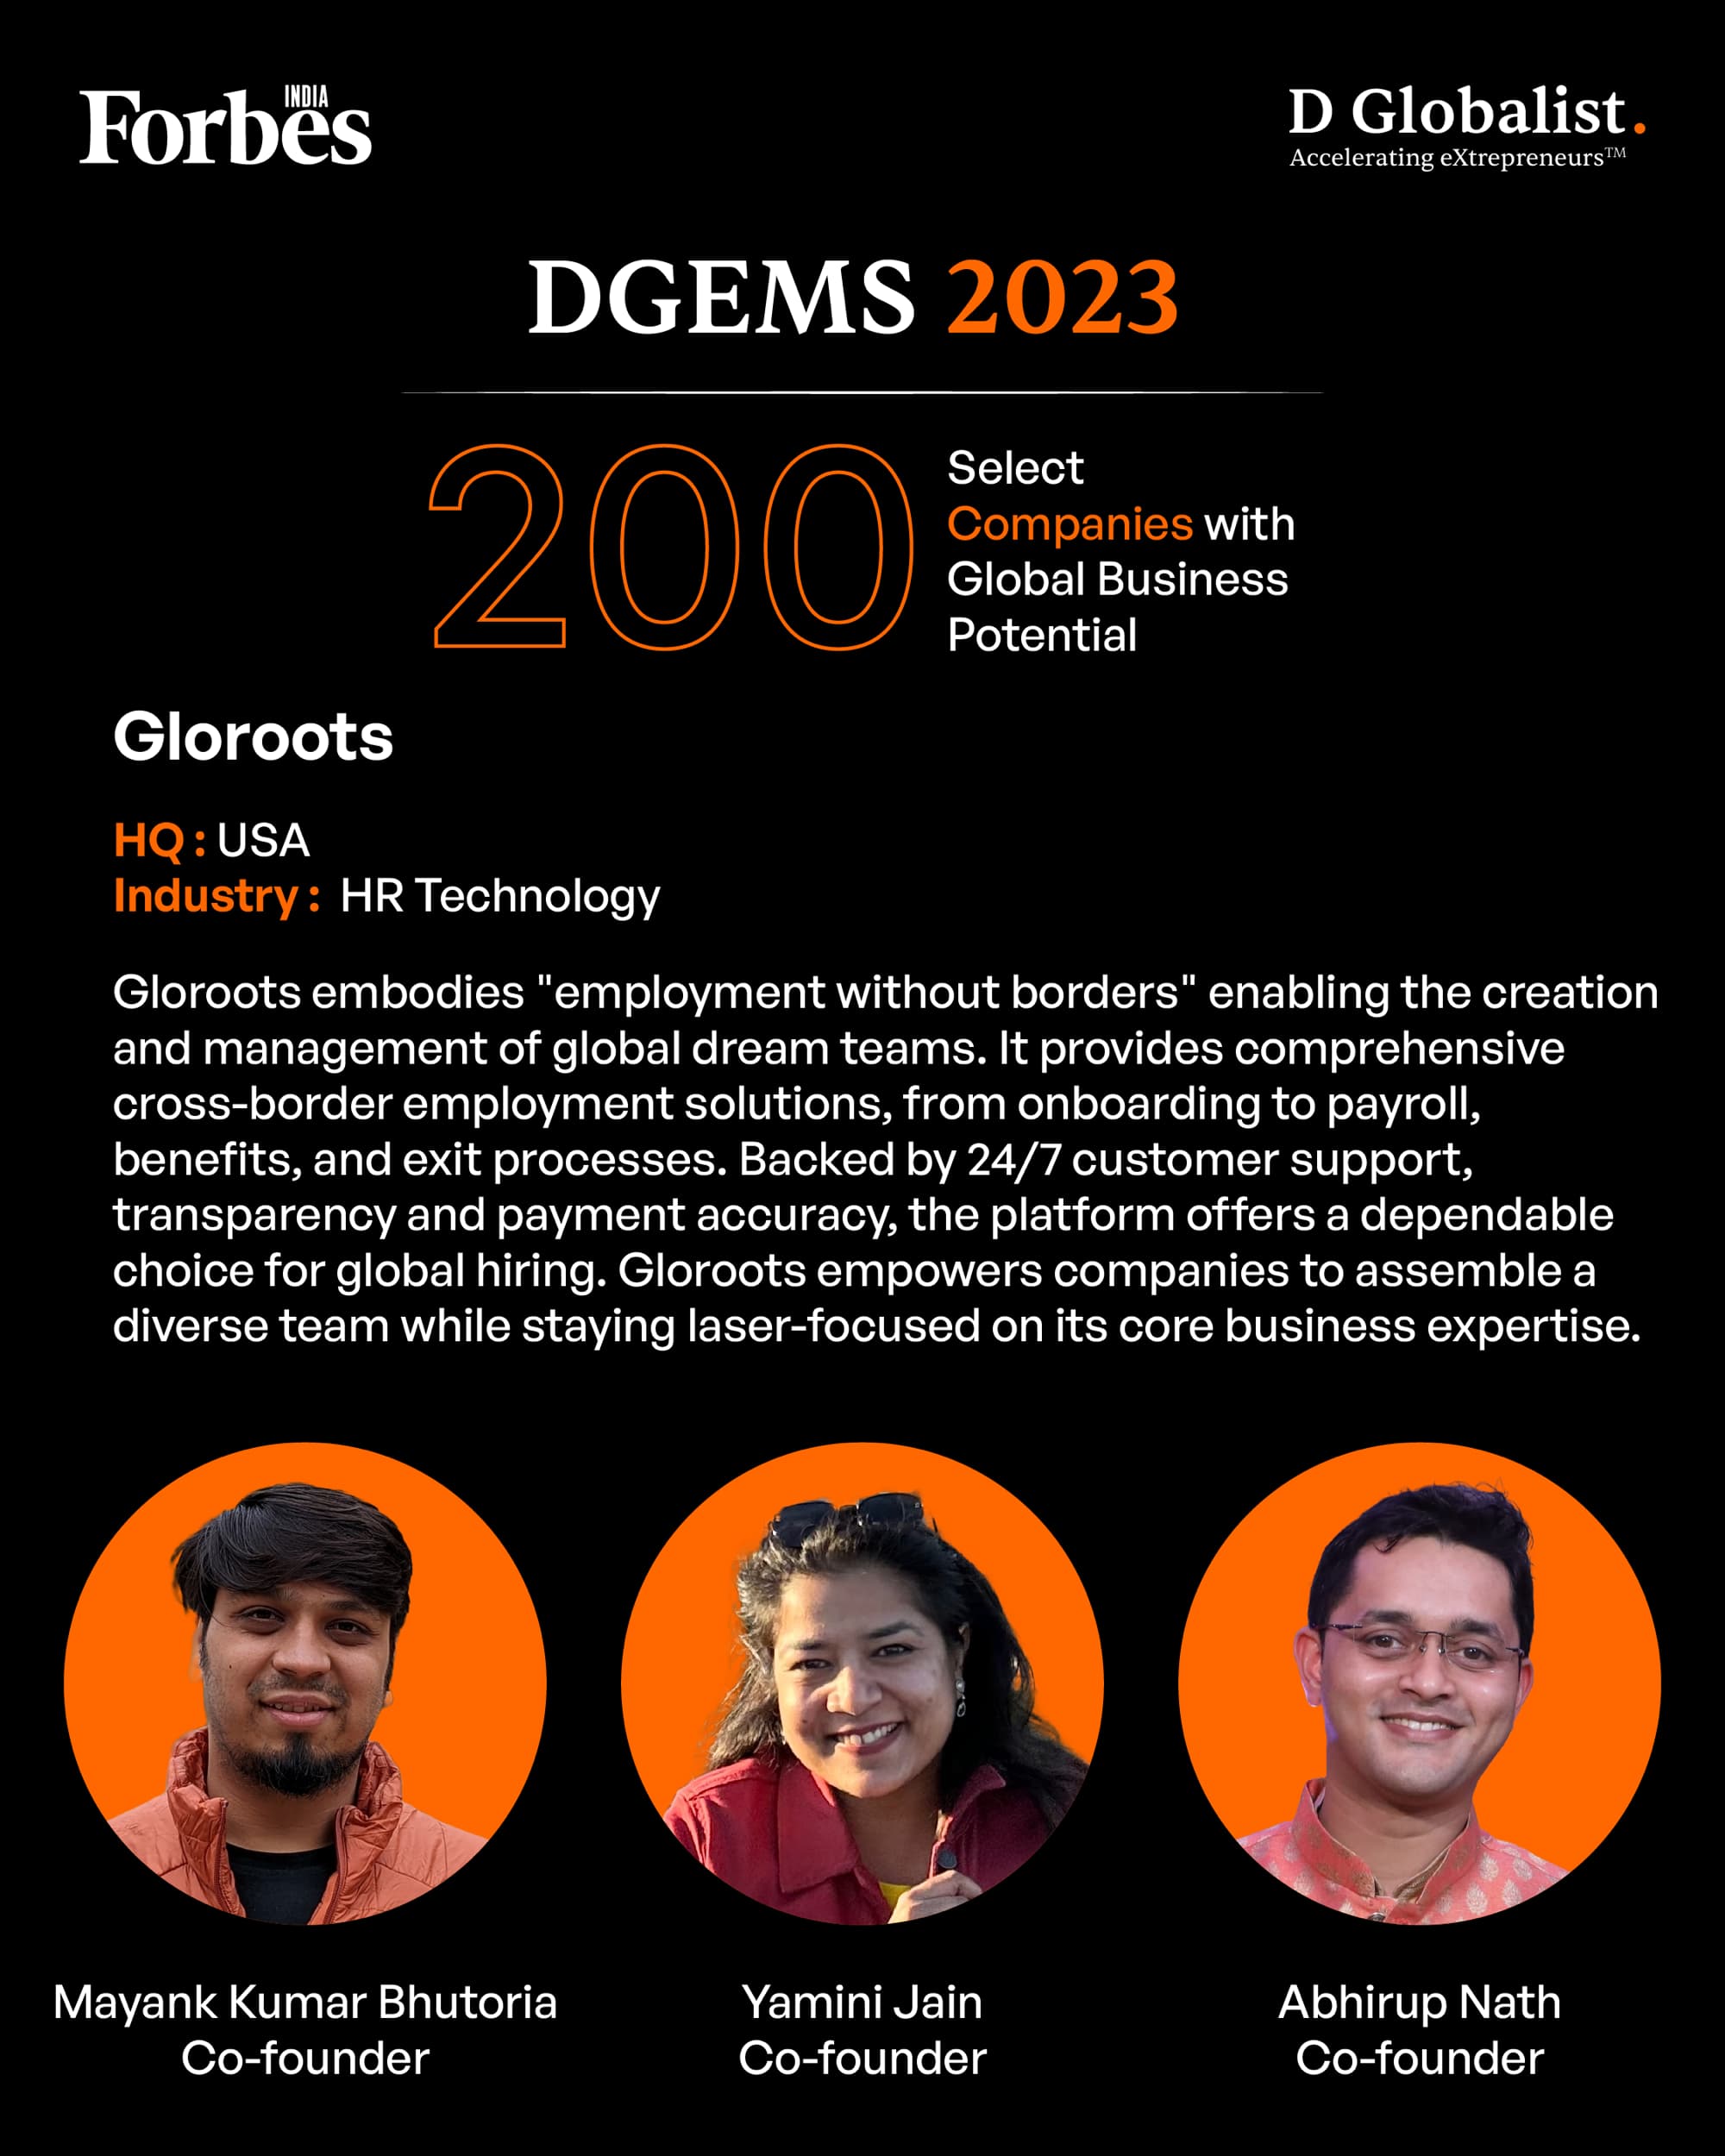 Forbes
INDIA
D Globalist.
Accelerating eXtrepreneurs™
DGEMS 2023
200
Select
Companies with
Global Business
Potential
Gloroots
HQ : USA
Industry : HR Technology
Gloroots embodies "employment without borders" enabling the creation
and management of global dream teams. It provides comprehensive
cross-border employment solutions, from onboarding to payroll,
benefits, and exit processes. Backed by 24/7 customer support,
transparency and payment accuracy, the platform offers a dependable
choice for global hiring. Gloroots empowers companies to assemble a
diverse team while staying laser-focused on its core business expertise.
Mayank Kumar Bhutoria
Co-founder
Yamini Jain
Co-founder
Abhirup Nath
Co-founder